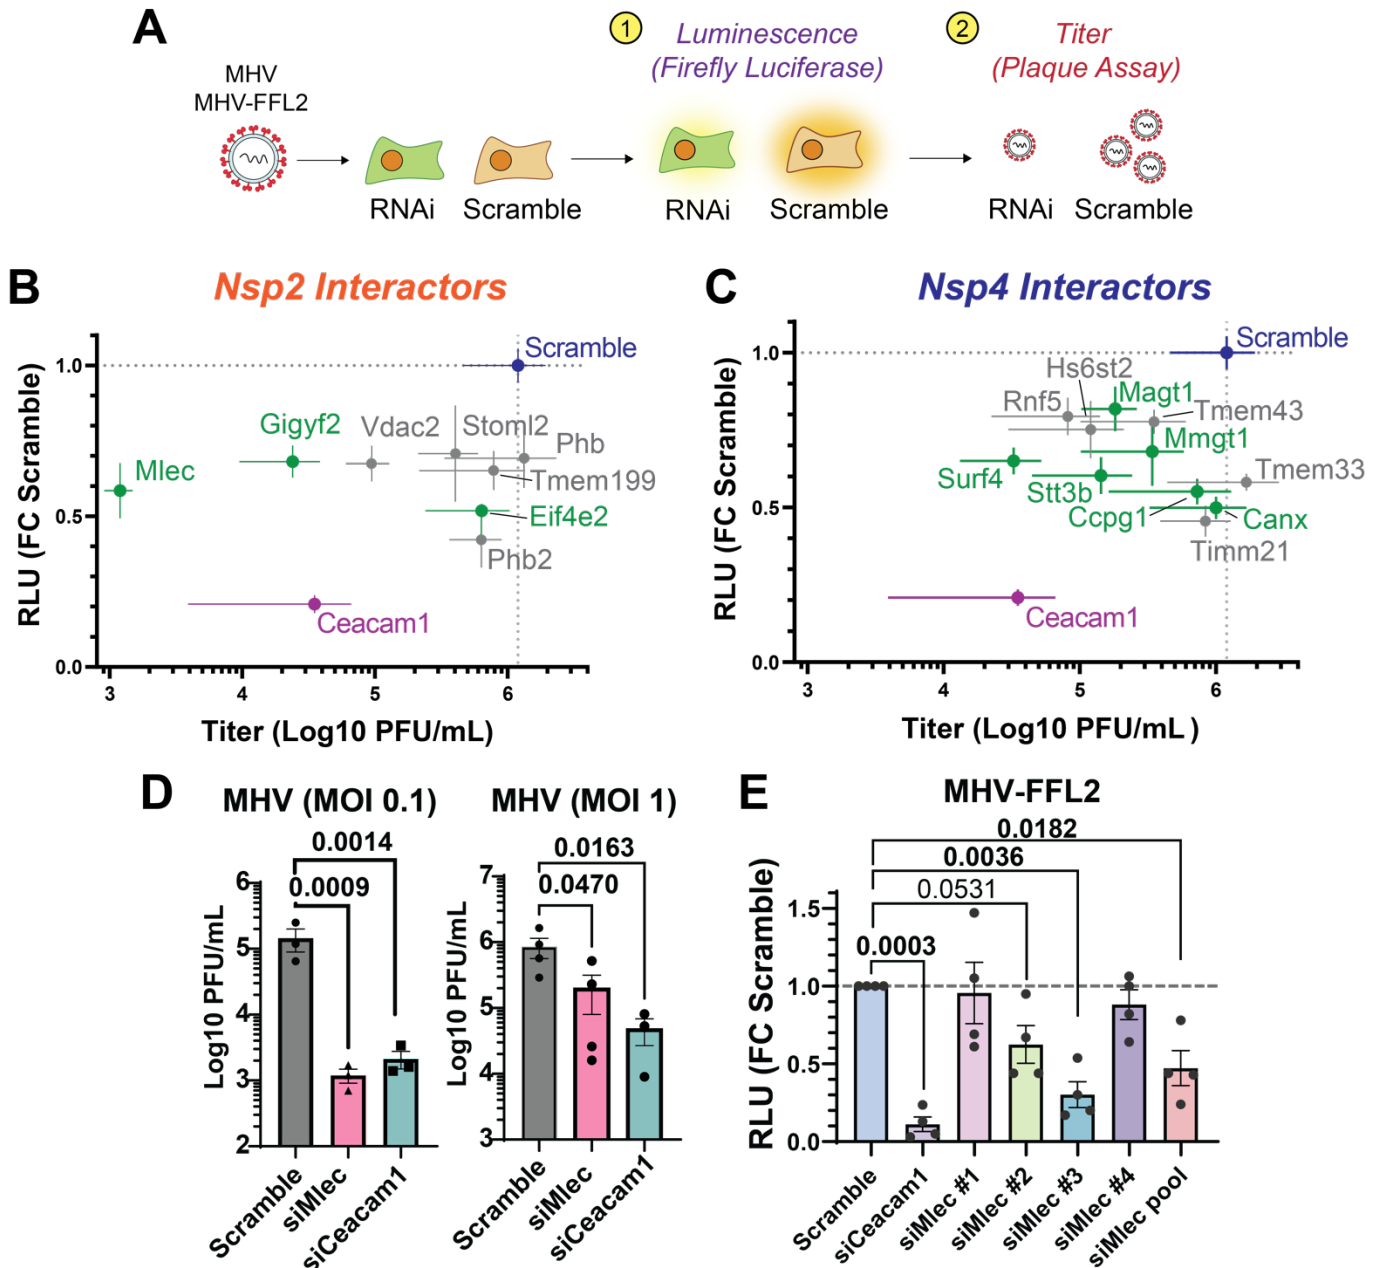 A
1
Luminescence
(Firefly Luciferase)
2
Titer
(Plaque Assay)
MHV
MHV-FFL2
RNAi
Scramble
RNAi
Scramble
RNAi
Scramble
B
Nsp2 Interactors
RLU (FC Scramble)
1.0
0.5
0.0
Scramble
Gigyf2
Vdac2
Stoml2
Phb
Mlec
Tmem199
Eif4e2
Phb2
Ceacam1
3
4
5
6
Titer (Log10 PFU/mL)
C
Nsp4 Interactors
RLU (FC Scramble)
1.0
0.5
0.0
Scramble
Hs6st2
Rnf5
Magt1
Tmem43
Mmgt1
Surf4
Stt3b
Tmem33
Ccpg1
Canx
Timm21
Ceacam1
3
4
5
6
Titer (Log10 PFU/mL)
D
MHV (MOI 0.1)
0.0014
0.0009
Log10 PFU/mL
6
5
4
3
2
Scramble
siMlec
siCeacam1
MHV (MOI 1)
0.0163
0.0470
Log10 PFU/mL
7
6
5
4
3
Scramble
siMlec
siCeacam1
E
MHV-FFL2
0.0182
0.0036
0.0531
0.0003
RLU (FC Scramble)
1.5
1.0
0.5
0.0
Scramble
siCeacam1
siMlec #1
siMlec #2
siMlec #3
siMlec #4
siMlec pool